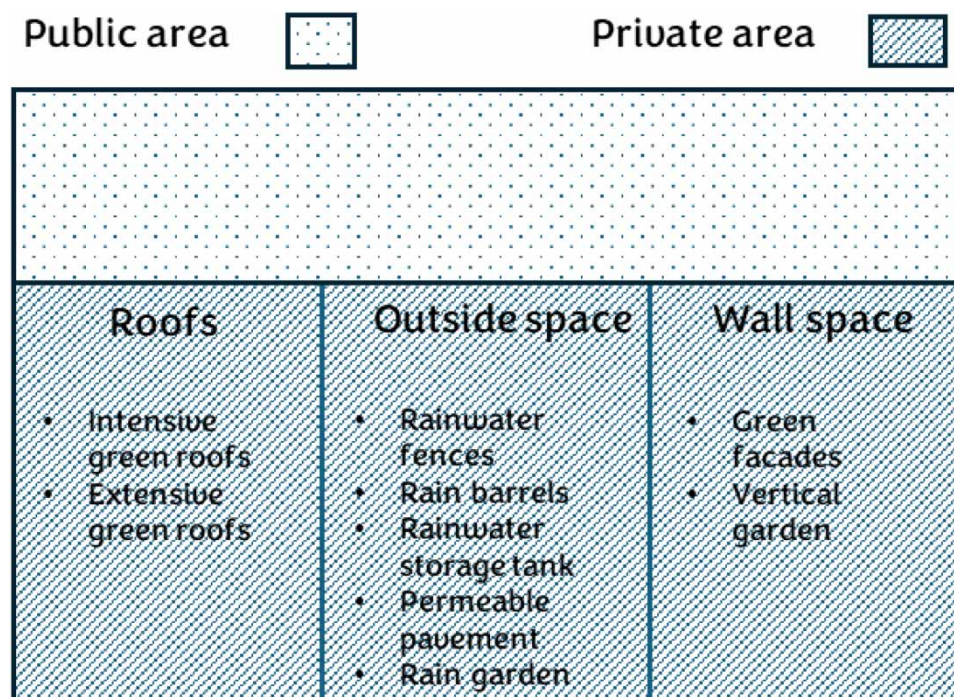 Public area
Private area
Roofs
• Intensive
green roofs
• Extensive
green roofs
Outside space
• Rainwater
fences
• Rain barrels
• Rainwater
storage tank
• Permeable
pavement
• Rain garden
Wall space
• Green
facades
• Vertical
garden